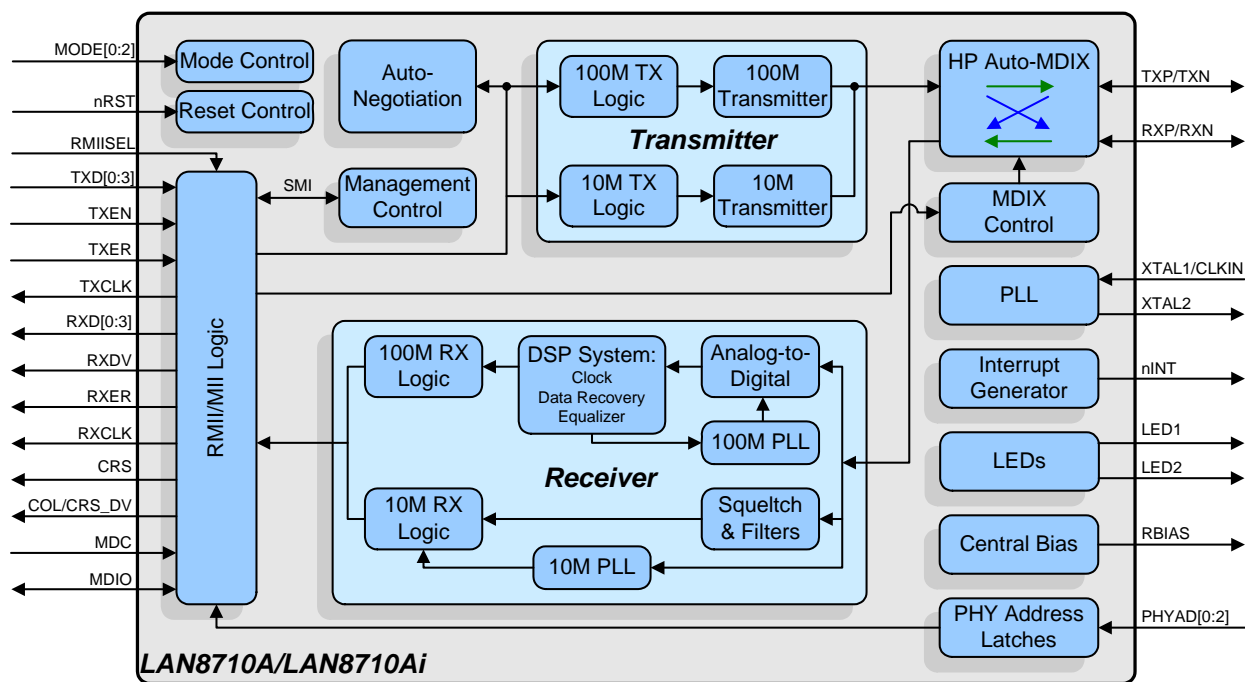 MODE[0:2]
nRST
RMIISEL
TXD[0:3]
TXEN
TXER
TXCLK
RXD[0:3]
RXDV
RXER
RXCLK
CRS
COL/CRS_DV
MDC
MDIO
Mode Control
Reset Control
RMII/MII Logic
SMI
Auto-
Negotiation
Management
Control
100M TX
Logic
100M
Transmitter
Transmitter
10M TX
Logic
10M
Transmitter
100M RX
Logic
DSP System:
Clock
Data Recovery
Equalizer
Analog-to-
Digital
100M PLL
Receiver
10M RX
Logic
Squeltch
& Filters
10M PLL
HP Auto-MDIX
MDIX
Control
PLL
Interrupt
Generator
LEDs
Central Bias
PHY Address
Latches
TXP/TXN
RXP/RXN
XTAL1/CLKIN
XTAL2
nINT
LED1
LED2
RBIAS
PHYAD[0:2]
LAN8710A/LAN8710Ai